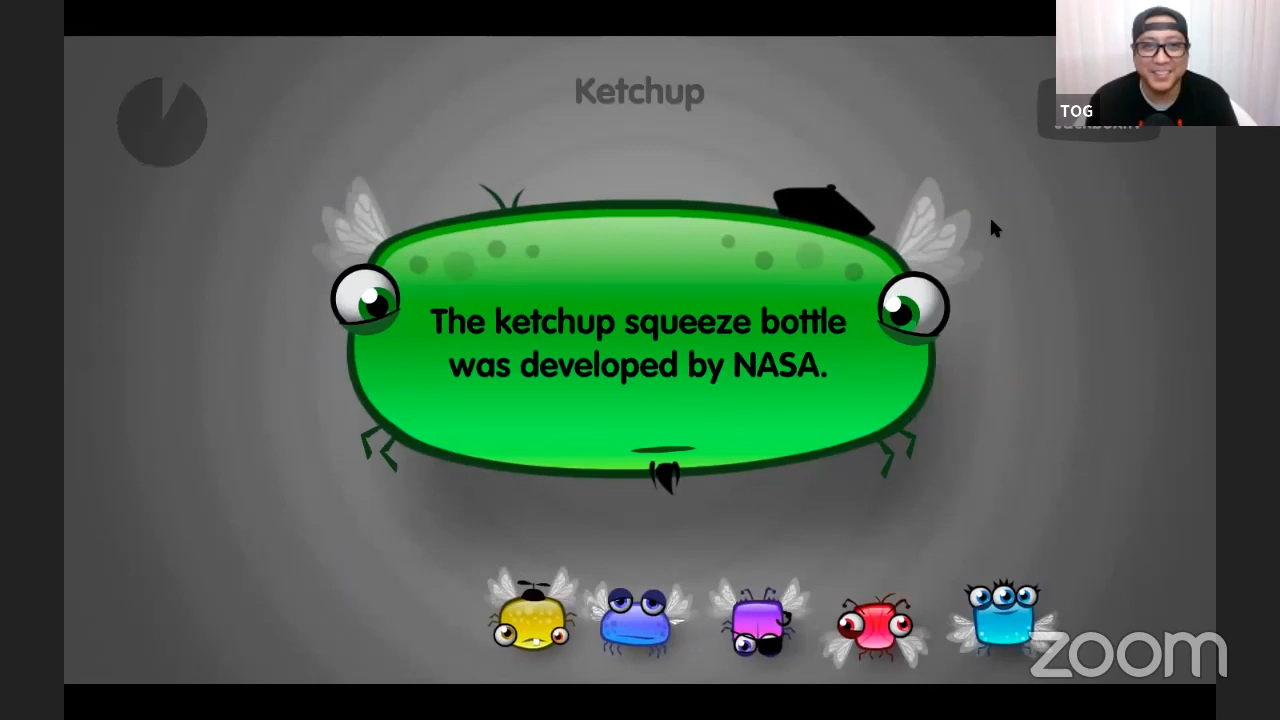 Ketchup
TOG
The ketchup squeeze bottle
was developed by NASA.
zoom